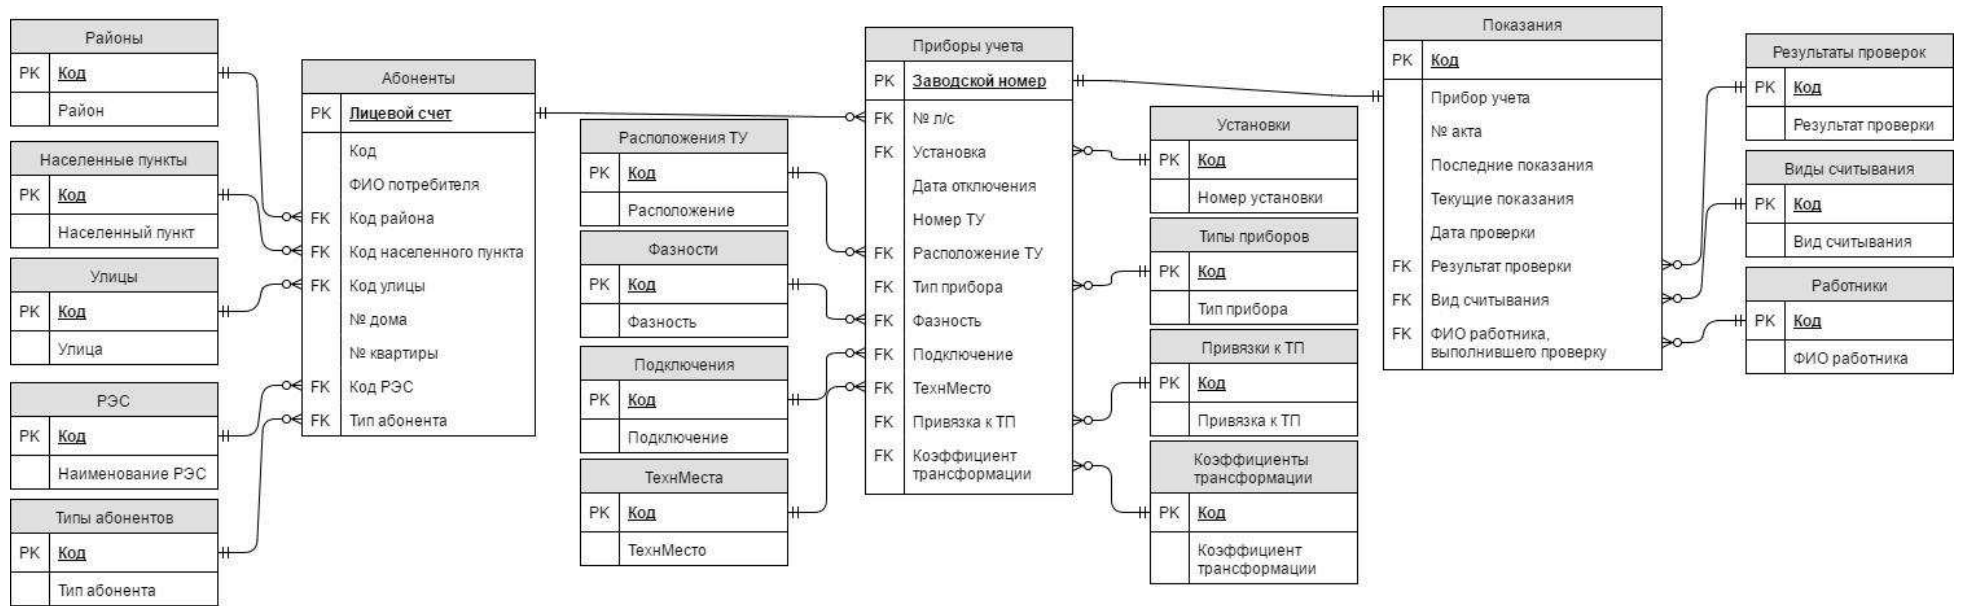 Районы
PK Код
Район
Населенные пункты
PK Код
Населенный пункт
Улицы
PK Код
Улица
РЭС
PK Код
Наименование РЭС
Типы абонентов
PK Код
Тип абонента
Абоненты
PK Лицевой счет
Код
ФИО потребителя
FK Код района
FK Код населенного пункта
FK Код улицы
№ дома
№ квартиры
FK Код РЭС
FK Тип абонента
Расположения ТУ
PK Код
Расположение
Фазности
PK Код
Фазность
Подключения
PK Код
Подключение
ТехнМеста
PK Код
ТехнМесто
Приборы учета
PK Заводской номер
FK № л/с
FK Установка
Дата отключения
Номер ТУ
FK Расположение ТУ
FK Тип прибора
FK Фазность
FK Подключение
FK ТехнМесто
FK Привязка к ТП
FK Коэффициент
трансформации
Установки
PK Код
Номер установки
Типы приборов
PK Код
Тип прибора
Привязки к ТП
PK Код
Привязка к ТП
Коэффициенты
трансформации
PK Код
Коэффициент
трансформации
Показания
PK Код
Прибор учета
№ акта
Последние показания
Текущие показания
Дата проверки
FK Результат проверки
FK Вид считывания
FK ФИО работника,
выполнившего проверку
Результаты проверок
PK Код
Результат проверки
Виды считывания
PK Код
Вид считывания
Работники
PK Код
ФИО работника